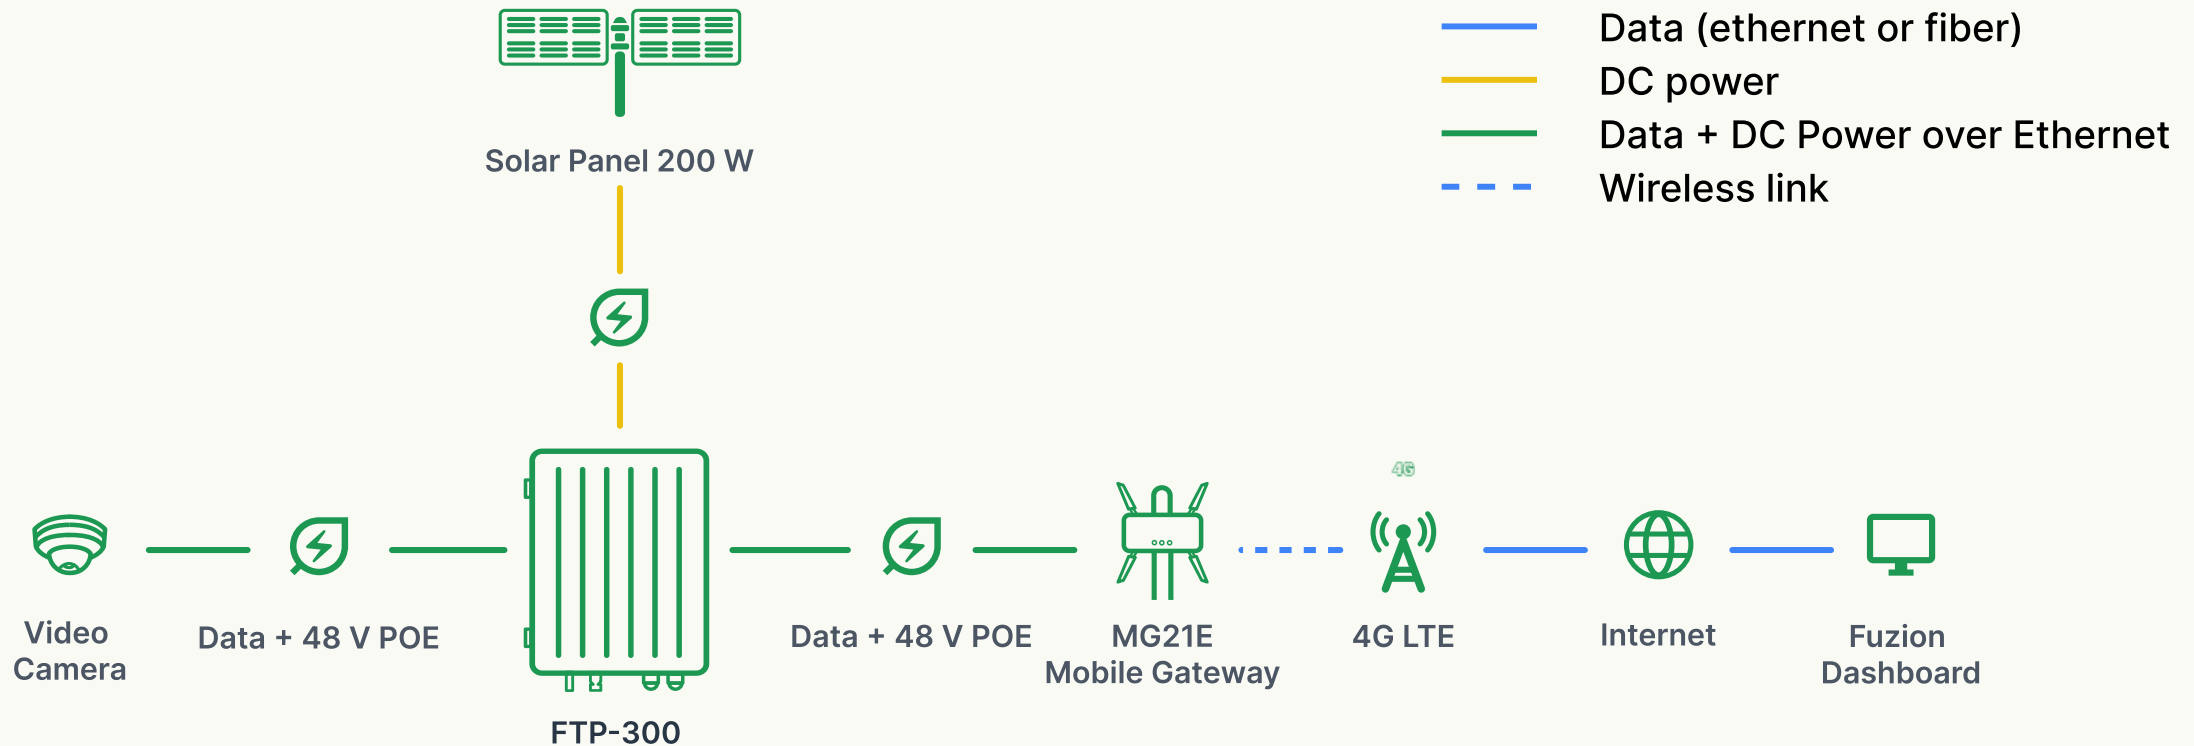 Data (ethernet or fiber)
DC power
Data + DC Power over Ethernet
Wireless link
Solar Panel 200 W
4G
Video
Camera
Data + 48 V POE
FTP-300
Data + 48 V POE
MG21E
Mobile Gateway
4G LTE
Internet
Fuzion
Dashboard